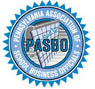 PENNSYLVANIA ASSOCIATION OF
PASBO
SCHOOL BUSINESS OFFICIALS